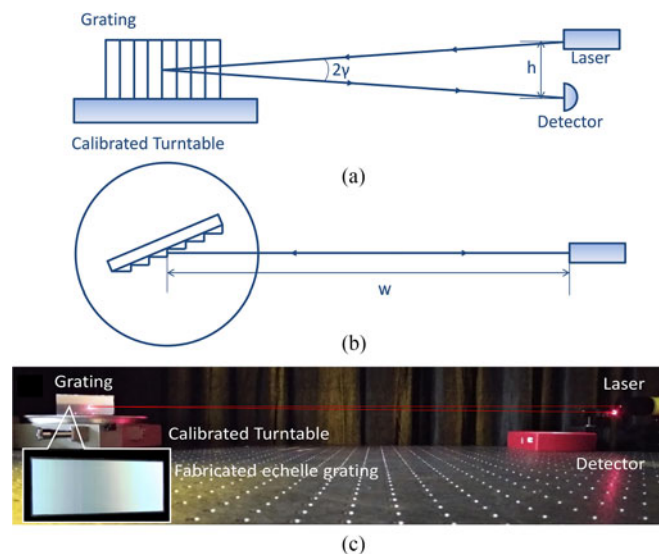 Grating
2γ
h
Laser
Detector
Calibrated Turntable
(a)
w
(b)
Grating
Laser
Calibrated Turntable
Fabricated echelle grating
Detector
(c)